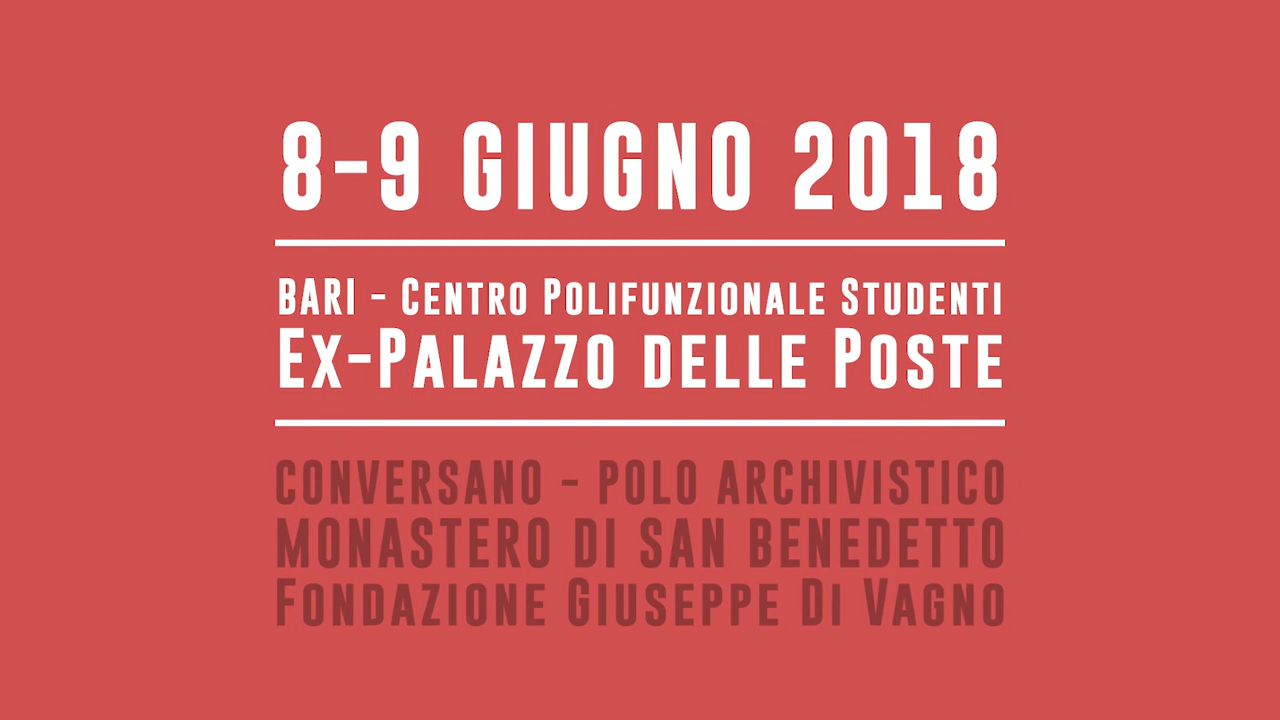 8-9 GIUGNO 2018
BARI - CENTRO POLIFUNZIONALE STUDENTI
EX-PALAZZO DELLE POSTE
CONVERSANO - POLO ARCHIVISTICO
MONASTERO DI SAN BENEDETTO
FONDAZIONE GIUSEPPE DI VAGNO